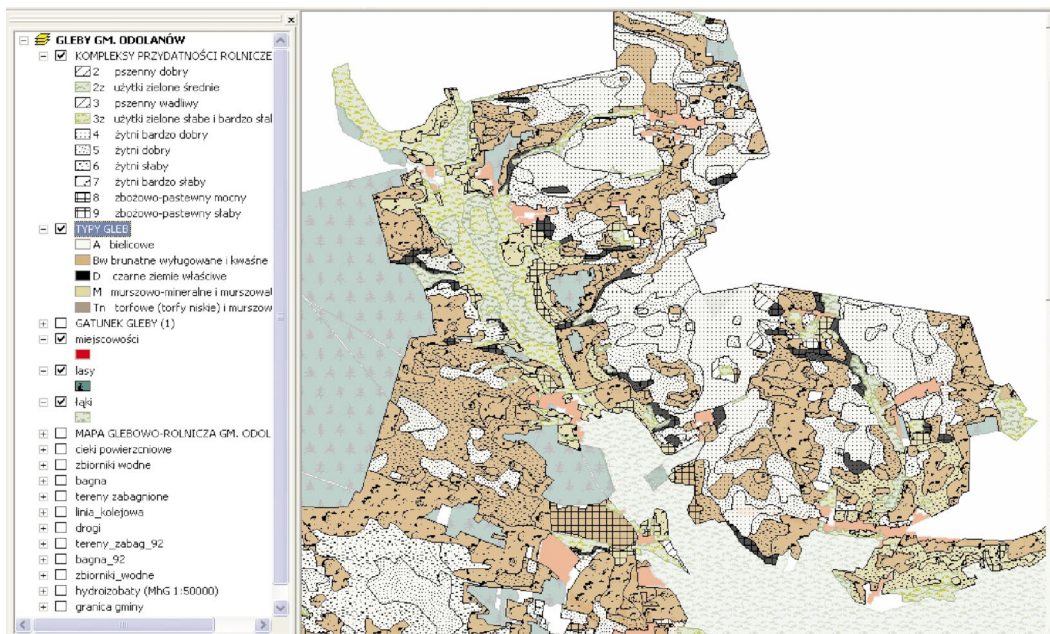 GLEBY GM. ODOLANÓW
KOMPLEKSY PRZYDATNOŚCI ROLNICZE
2 pszenny dobry
2z użytki zielone średnie
3 pszenny wadliwy
3z użytki zielone słabe i bardzo słal
4 żytni bardzo dobry
5 żytni dobry
6 żytni słaby
7 żytni bardzo słaby
8 zbożowo-pastewny mocny
9 zbożowo-pastewny słaby
TYPY GLEB
A bielicowe
Bw brunatne wyługowane i kwaśne
D czarne ziemie właściwe
M murszowo-mineralne i murszował
Tn torfowe (torfy niskie) i murszow
GATUNEK GLEBY (1)
miejscowości
lasy
łąki
MAPA GLEBOWO-ROLNICZA GM. ODOL
cieki powierzcniowe
zbiorniki wodne
bagna
tereny zabagnione
linia_kolejowa
drogi
tereny_zabag_92
bagna_92
zbiorniki_wodne
hydroizobaty (MhG 1:50000)
granica gminy